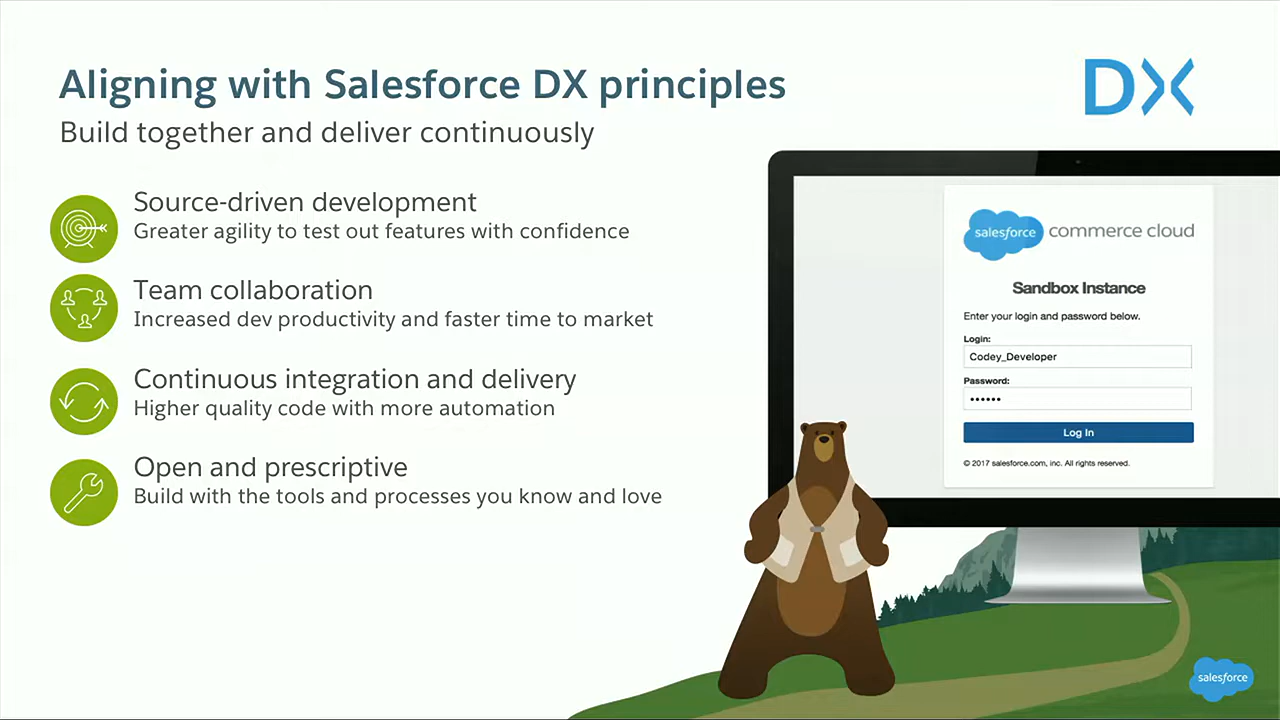 Aligning with Salesforce DX principles
DX
Build together and deliver continuously
Source-driven development
Greater agility to test out features with confidence
Team collaboration
Increased dev productivity and faster time to market
Continuous integration and delivery
Higher quality code with more automation
Open and prescriptive
Build with the tools and processes you know and love
salesforce commerce cloud
Sandbox Instance
Enter your login and password below.
Login:
Codey_Developer
Password:
••••••
Log In
© 2017 salesforce.com, inc. All rights reserved.
salesforce